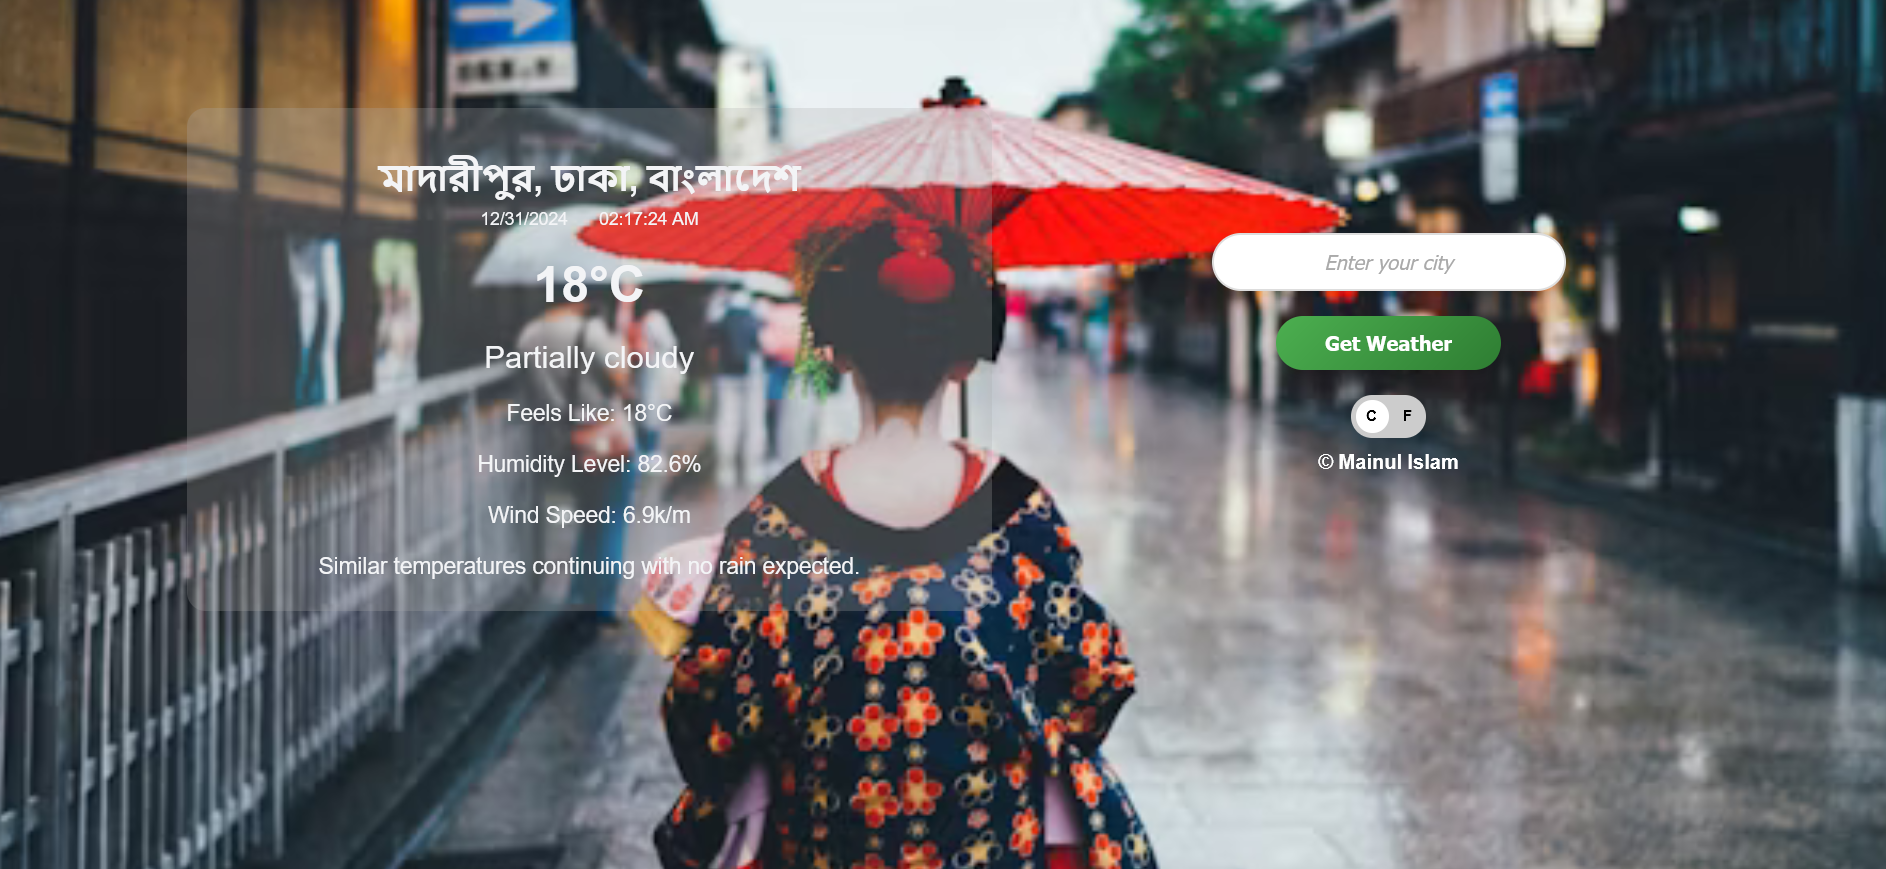 মাদারীপুর, ঢাকা, বাংলাদেশ
12/31/2024 02:17:24 AM
18°C
Partially cloudy
Feels Like: 18°C
Humidity Level: 82.6%
Wind Speed: 6.9k/m
Similar temperatures continuing with no rain expected.
Enter your city
Get Weather
C F
© Mainul Islam